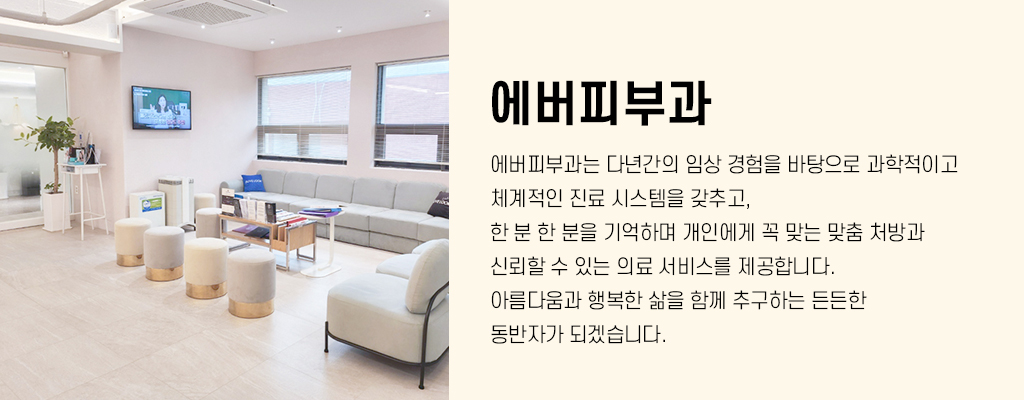 에버피부과
에버피부과는 다년간의 임상 경험을 바탕으로 과학적이고
체계적인 진료 시스템을 갖추고,
한 분 한 분을 기억하며 개인에게 꼭 맞는 맞춤 처방과
신뢰할 수 있는 의료 서비스를 제공합니다.
아름다움과 행복한 삶을 함께 추구하는 든든한
동반자가 되겠습니다.